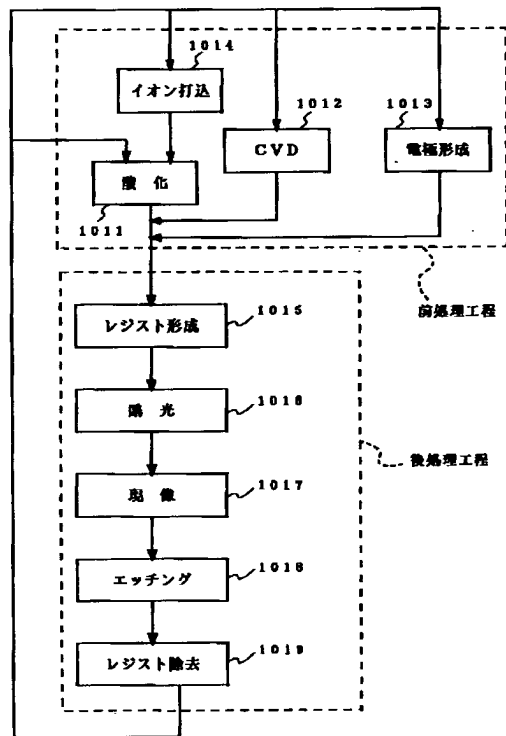 1014
イオン打込
1012
CVD
1013
電極形成
酸 化
1011
前処理工程
レジスト形成
1015
露 光
1016
現 像
1017
後処理工程
エッチング
1018
レジスト除去
1019